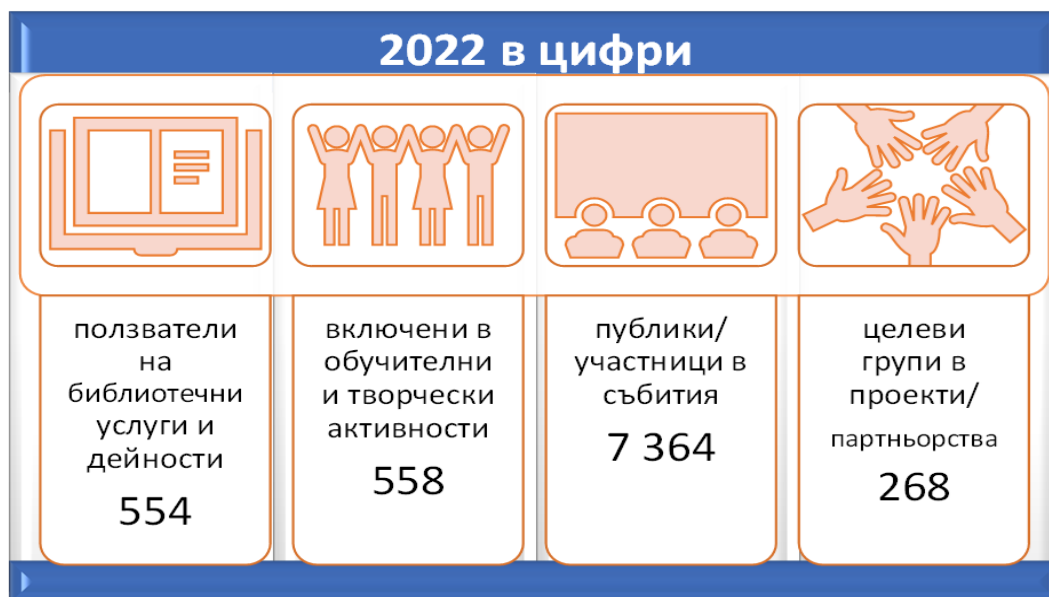 2022 в цифри
ползватели
на
библиотечни
услуги и
дейности
554
включени в
обучителни
и творчески
активности
558
публики/
участници в
събития
7 364
целеви
групи в
проекти/
партньорства
268